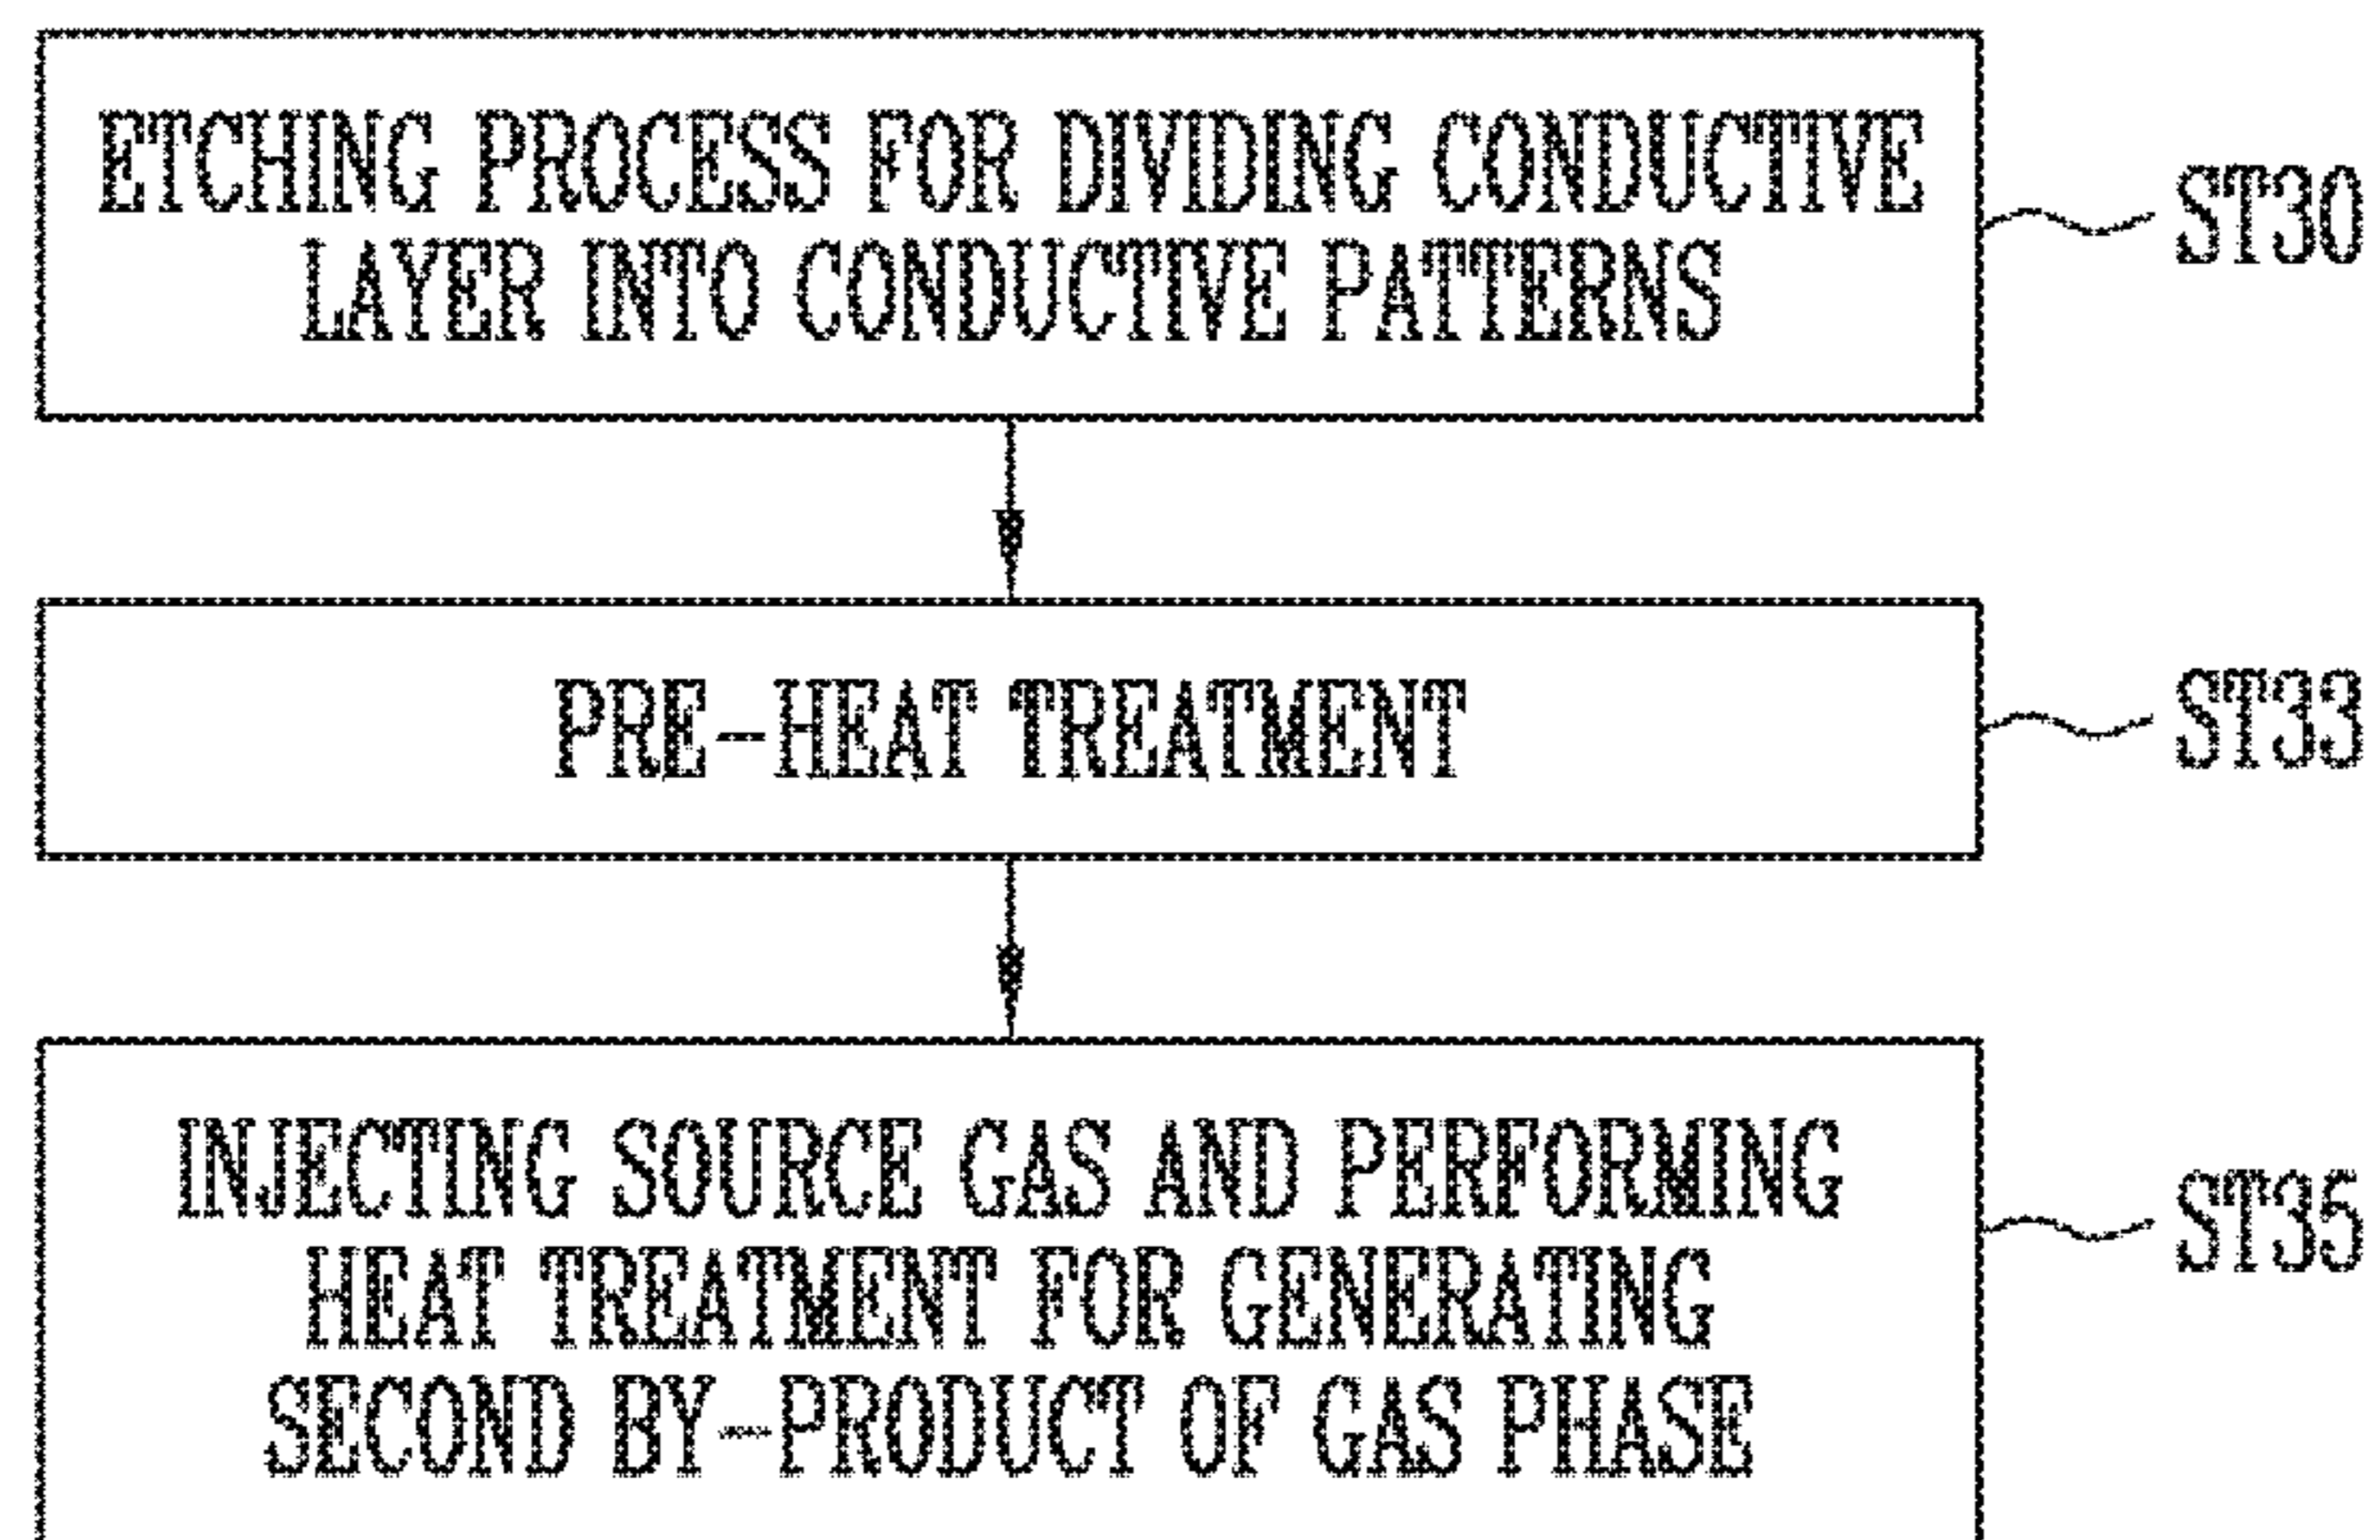 ETCHING PROCESS FOR DIVIDING CONDUCTIVE
LAYER INTO CONDUCTIVE PATTERNS
ST30
PRE-HEAT TREATMENT
ST33
INJECTING SOURCE GAS AND PERFORMING
HEAT TREATMENT FOR GENERATING
SECOND BY-PRODUCT OF GAS PHASE
ST35